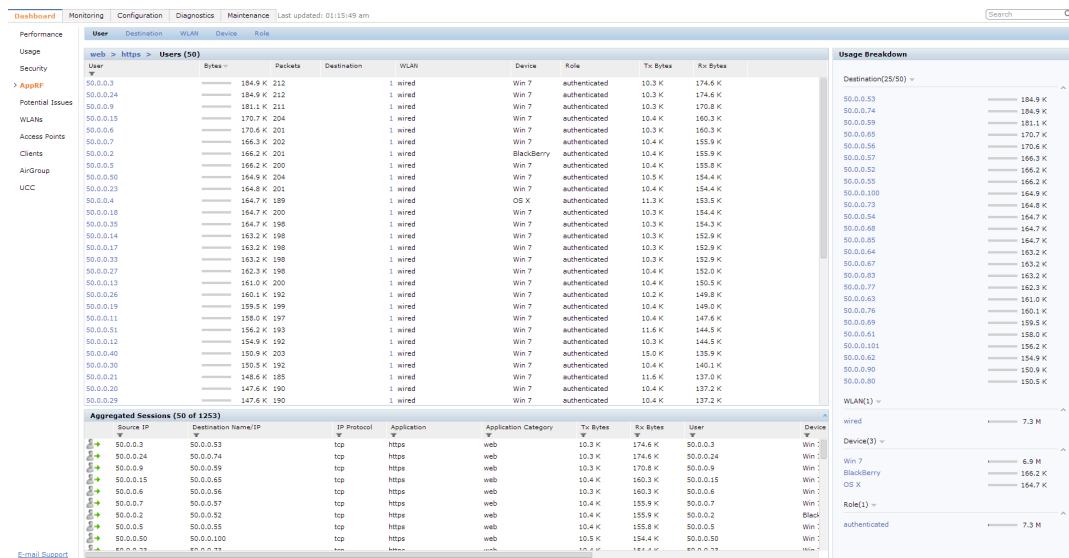 Dashboard Monitoring Configuration Diagnostics Maintenance Last updated: 01:15:49 am Search
Performance
Usage
Security
AppRF
Potential Issues
WLANs
Access Points
Clients
AirGroup
UCC
E-mail Support
User Destination WLAN Device Role
web > https > Users (50)
User Bytes Packets Destination WLAN Device Role Tx Bytes Rx Bytes
50.0.0.3 184.9 K 212 1 wired Win 7 authenticated 10.3 K 174.6 K
50.0.0.24 184.9 K 212 1 wired Win 7 authenticated 10.3 K 174.6 K
50.0.0.9 181.1 K 211 1 wired Win 7 authenticated 10.3 K 170.8 K
50.0.0.15 170.7 K 204 1 wired Win 7 authenticated 10.4 K 160.3 K
50.0.0.6 170.6 K 201 1 wired Win 7 authenticated 10.3 K 160.3 K
50.0.0.7 166.3 K 202 1 wired Win 7 authenticated 10.4 K 155.9 K
50.0.0.2 166.2 K 201 1 wired BlackBerry authenticated 10.4 K 155.9 K
50.0.0.5 166.2 K 200 1 wired Win 7 authenticated 10.4 K 155.8 K
50.0.0.50 164.9 K 204 1 wired Win 7 authenticated 10.5 K 154.4 K
50.0.0.23 164.8 K 201 1 wired Win 7 authenticated 10.4 K 154.4 K
50.0.0.4 164.7 K 189 1 wired OS X authenticated 11.3 K 153.5 K
50.0.0.18 164.7 K 200 1 wired Win 7 authenticated 10.3 K 154.4 K
50.0.0.35 164.7 K 198 1 wired Win 7 authenticated 10.3 K 154.3 K
50.0.0.14 163.2 K 198 1 wired Win 7 authenticated 10.3 K 152.9 K
50.0.0.17 163.2 K 198 1 wired Win 7 authenticated 10.3 K 152.9 K
50.0.0.33 163.2 K 198 1 wired Win 7 authenticated 10.3 K 152.9 K
50.0.0.27 162.3 K 198 1 wired Win 7 authenticated 10.4 K 152.0 K
50.0.0.13 161.0 K 200 1 wired Win 7 authenticated 10.4 K 150.5 K
50.0.0.26 160.1 K 192 1 wired Win 7 authenticated 10.2 K 149.8 K
50.0.0.19 159.5 K 199 1 wired Win 7 authenticated 10.4 K 149.0 K
50.0.0.11 158.0 K 197 1 wired Win 7 authenticated 10.4 K 147.6 K
50.0.0.51 156.2 K 193 1 wired Win 7 authenticated 11.6 K 144.5 K
50.0.0.12 154.9 K 192 1 wired Win 7 authenticated 10.3 K 144.5 K
50.0.0.40 150.9 K 203 1 wired Win 7 authenticated 15.0 K 135.9 K
50.0.0.30 150.5 K 192 1 wired Win 7 authenticated 10.4 K 140.1 K
50.0.0.21 148.6 K 185 1 wired Win 7 authenticated 11.6 K 137.0 K
50.0.0.20 147.6 K 190 1 wired Win 7 authenticated 10.4 K 137.2 K
50.0.0.29 147.6 K 190 1 wired Win 7 authenticated 10.4 K 137.2 K
Aggregated Sessions (50 of 1253)
Source IP Destination Name/IP IP Protocol Application Application Category Tx Bytes Rx Bytes User Device
50.0.0.3 50.0.0.53 tcp https web 10.3 K 174.6 K 50.0.0.3 Win
50.0.0.24 50.0.0.74 tcp https web 10.3 K 174.6 K 50.0.0.24 Win
50.0.0.9 50.0.0.59 tcp https web 10.3 K 170.8 K 50.0.0.9 Win
50.0.0.15 50.0.0.65 tcp https web 10.4 K 160.3 K 50.0.0.15 Win
50.0.0.6 50.0.0.56 tcp https web 10.3 K 160.3 K 50.0.0.6 Win
50.0.0.7 50.0.0.57 tcp https web 10.4 K 155.9 K 50.0.0.7 Win
50.0.0.2 50.0.0.52 tcp https web 10.4 K 155.9 K 50.0.0.2 Black
50.0.0.5 50.0.0.55 tcp https web 10.4 K 155.8 K 50.0.0.5 Win
50.0.0.50 50.0.0.100 tcp https web 10.5 K 154.4 K 50.0.0.50 Win
Usage Breakdown
Destination(25/50)
50.0.0.53 184.9 K
50.0.0.74 184.9 K
50.0.0.59 181.1 K
50.0.0.65 170.7 K
50.0.0.56 170.6 K
50.0.0.57 166.3 K
50.0.0.52 166.2 K
50.0.0.55 166.2 K
50.0.0.100 164.9 K
50.0.0.73 164.8 K
50.0.0.54 164.7 K
50.0.0.68 164.7 K
50.0.0.85 164.7 K
50.0.0.64 163.2 K
50.0.0.67 163.2 K
50.0.0.83 163.2 K
50.0.0.77 162.3 K
50.0.0.63 161.0 K
50.0.0.76 160.1 K
50.0.0.69 159.5 K
50.0.0.61 158.0 K
50.0.0.101 156.2 K
50.0.0.62 154.9 K
50.0.0.90 150.9 K
50.0.0.80 150.5 K
WLAN(1)
wired 7.3 M
Device(3)
Win 7 6.9 M
BlackBerry 166.2 K
OS X 164.7 K
Role(1)
authenticated 7.3 M